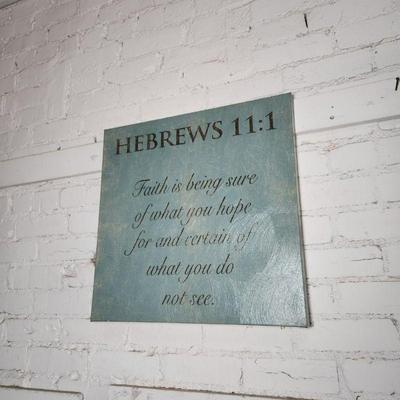 HEBREWS 11:1
Faith is being sure
of what you hope
for and certain of
what you do
not see.